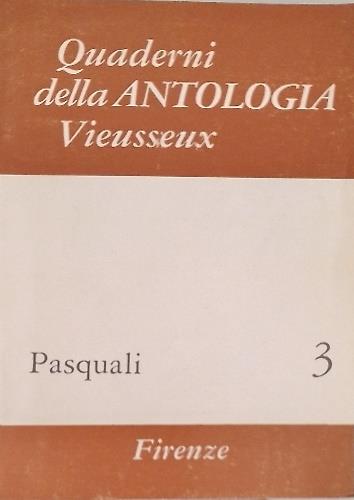 Quaderni
della ANTOLOGIA
Vieusseux
Pasquali 3
Firenze